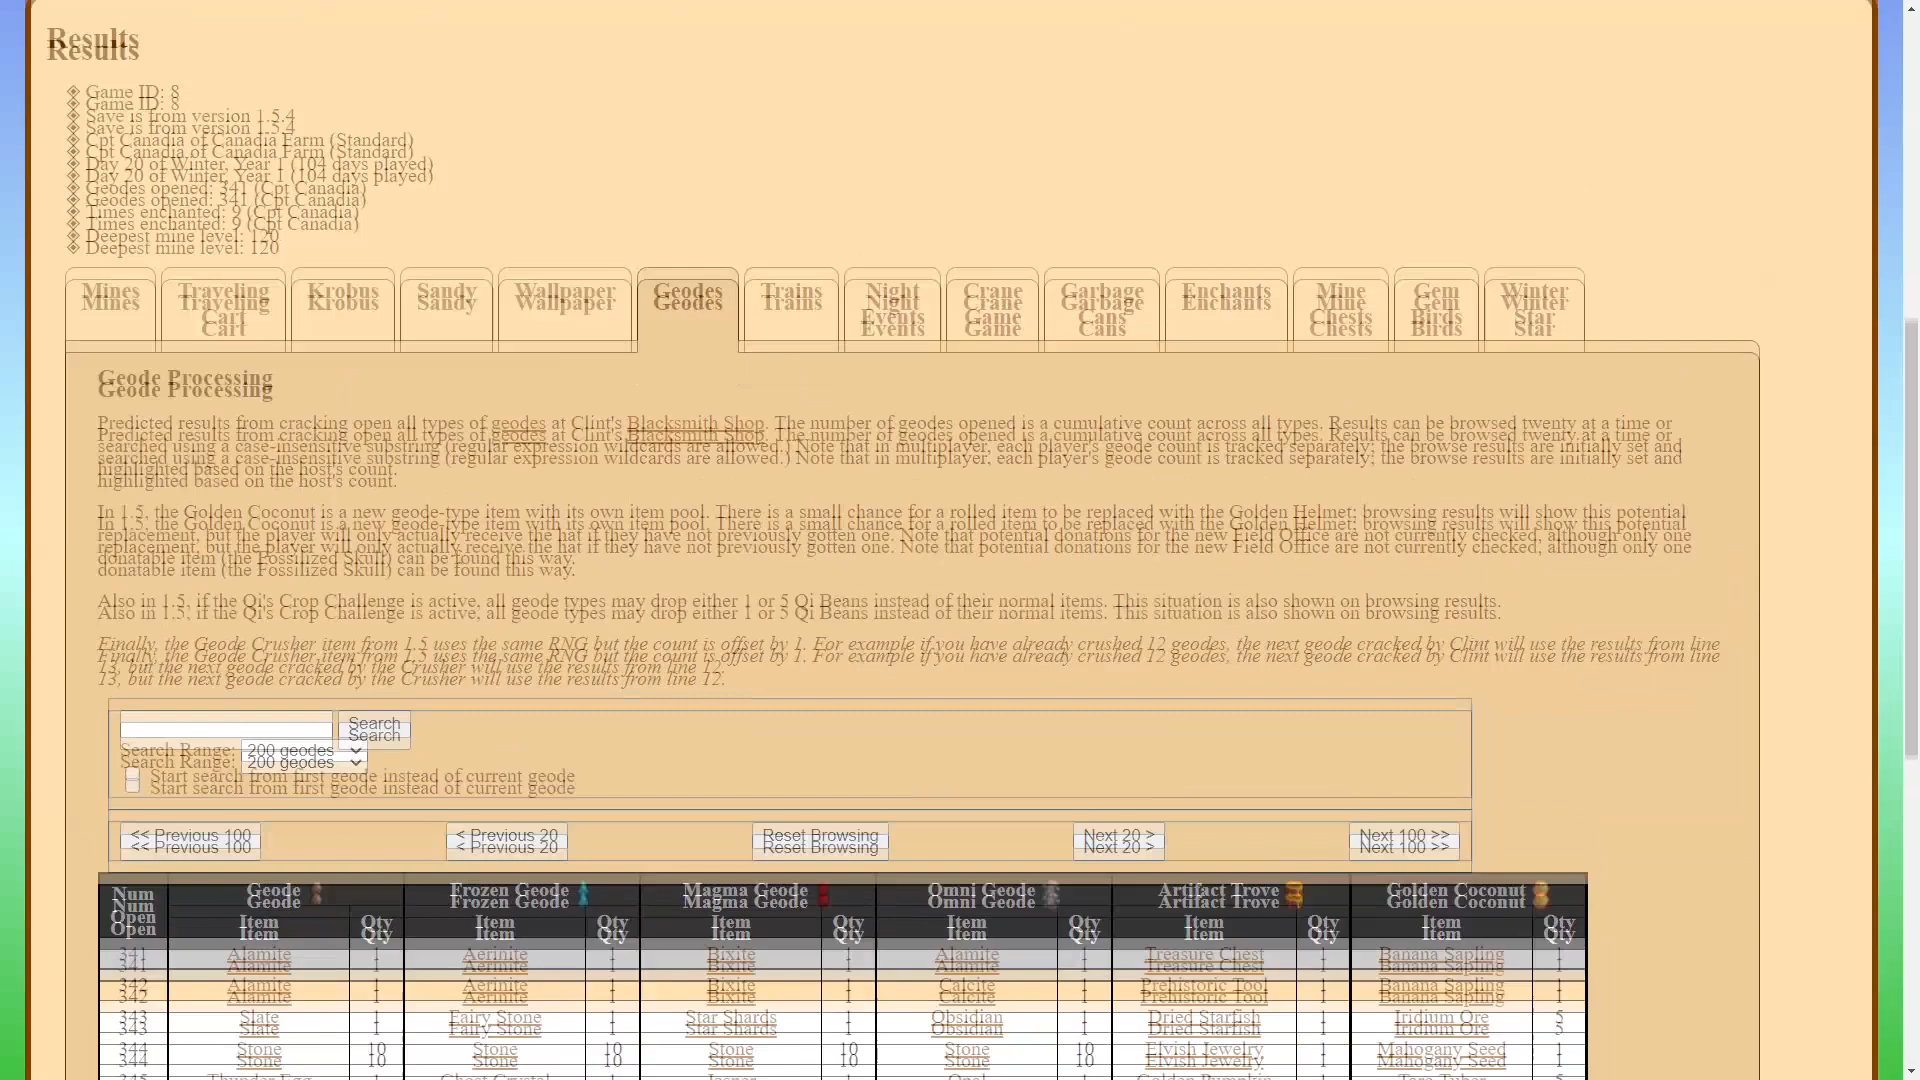 Results
Game ID: 8
Save is from version 1.5.4
Cpt Canadia of Canadia Farm (Standard)
Day 20 of Winter, Year 1 (104 days played)
Geodes opened: 341 (Cpt Canadia)
Times enchanted: 9 (Cpt Canadia)
Deepest mine level: 120
Mines Traveling Cart Krobus Sandy Wallpaper Geodes Trains Night Events Crane Game Garbage Cans Enchants Mine Chests Gem Birds Winter Star
Geode Processing
Predicted results from cracking open all types of geodes at Clint's Blacksmith Shop. The number of geodes opened is a cumulative count across all types. Results can be browsed twenty at a time or
searched using a case-insensitive substring (regular expression wildcards are allowed.) Note that in multiplayer, each player's geode count is tracked separately; the browse results are initially set and
highlighted based on the host's count.
In 1.5, the Golden Coconut is a new geode-type item with its own item pool. There is a small chance for a rolled item to be replaced with the Golden Helmet; browsing results will show this potential
replacement, but the player will only actually receive the hat if they have not previously gotten one. Note that potential donations for the new Field Office are not currently checked, although only one
donatable item (the Fossilized Skull) can be found this way.
Also in 1.5, if the Qi's Crop Challenge is active, all geode types may drop either 1 or 5 Qi Beans instead of their normal items. This situation is also shown on browsing results.
Finally, the Geode Crusher item from 1.5 uses the same RNG but the count is offset by 1. For example if you have already crushed 12 geodes, the next geode cracked by Clint will use the results from line
13, but the next geode cracked by the Crusher will use the results from line 12.
Search
Search Range: 200 geodes
Start search from first geode instead of current geode
<< Previous 100 < Previous 20 Reset Browsing Next 20 > Next 100 >>
Num Open Geode Frozen Geode Magma Geode Omni Geode Artifact Trove Golden Coconut
Item Qty Item Qty Item Qty Item Qty Item Qty Item Qty
341 Alamite 1 Aerinite 1 Bixite 1 Alamite 1 Treasure Chest 1 Banana Sapling 1
342 Alamite 1 Aerinite 1 Bixite 1 Calcite 1 Prehistoric Tool 1 Banana Sapling 1
343 Slate 1 Fairy Stone 1 Star Shards 1 Obsidian 1 Dried Starfish 1 Iridium Ore 5
344 Stone 10 Stone 10 Stone 10 Stone 10 Elvish Jewelry 1 Mahogany Seed 1